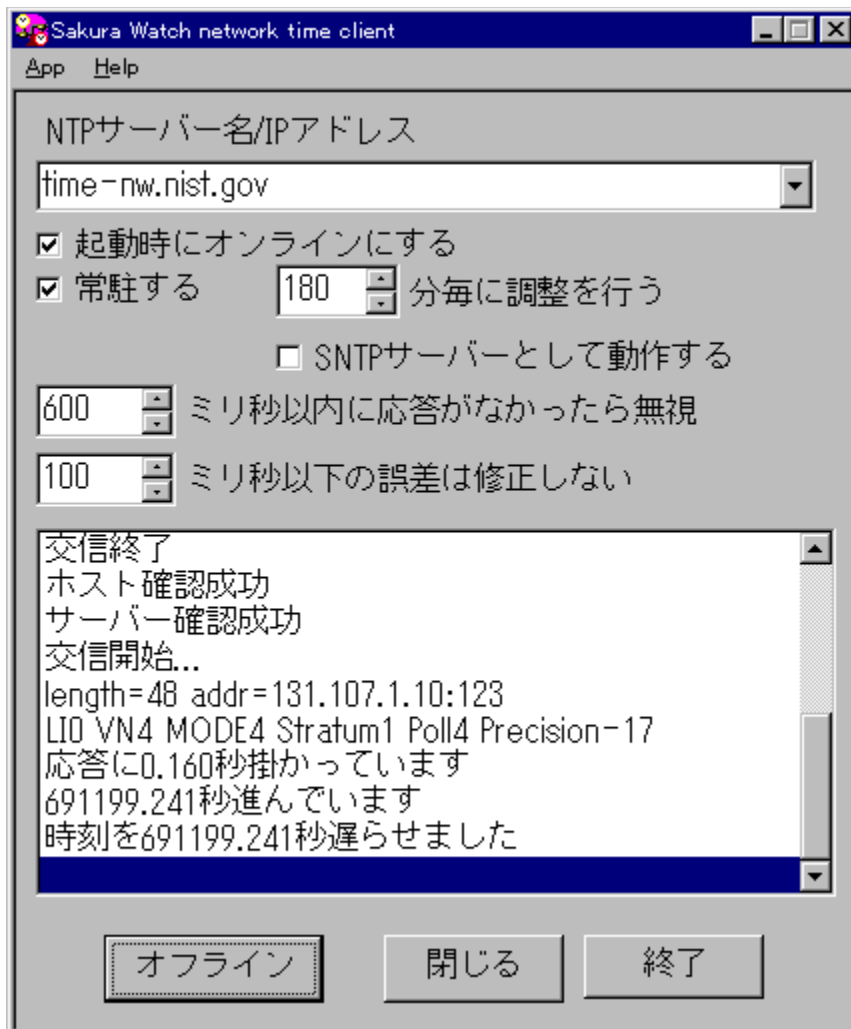 Sakura Watch network time client
App Help
NTPサーバー名/IPアドレス
time-nw.nist.gov
起動時にオンラインにする
常駐する 180 分毎に調整を行う
SNTPサーバーとして動作する
600 ミリ秒以内に応答がなかったら無視
100 ミリ秒以下の誤差は修正しない
交信終了
ホスト確認成功
サーバー確認成功
交信開始...
length=48 addr=131.107.1.10:123
LI0 VN4 MODE4 Stratum1 Poll4 Precision-17
応答に0.160秒掛かっています
691199.241秒進んでいます
時刻を691199.241秒遅らせました
オフライン 閉じる 終了